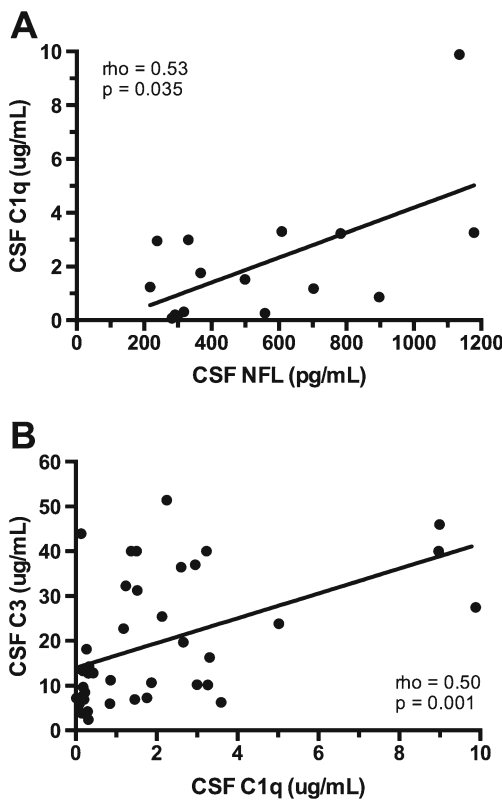 A
rho = 0.53
p = 0.035
CSF C1q (ug/mL)
10
8
6
4
2
0
0 200 400 600 800 1000 1200
CSF NFL (pg/mL)
B
60
50
40
30
20
10
0
CSF C3 (ug/mL)
rho = 0.50
p = 0.001
0 2 4 6 8 10
CSF C1q (ug/mL)